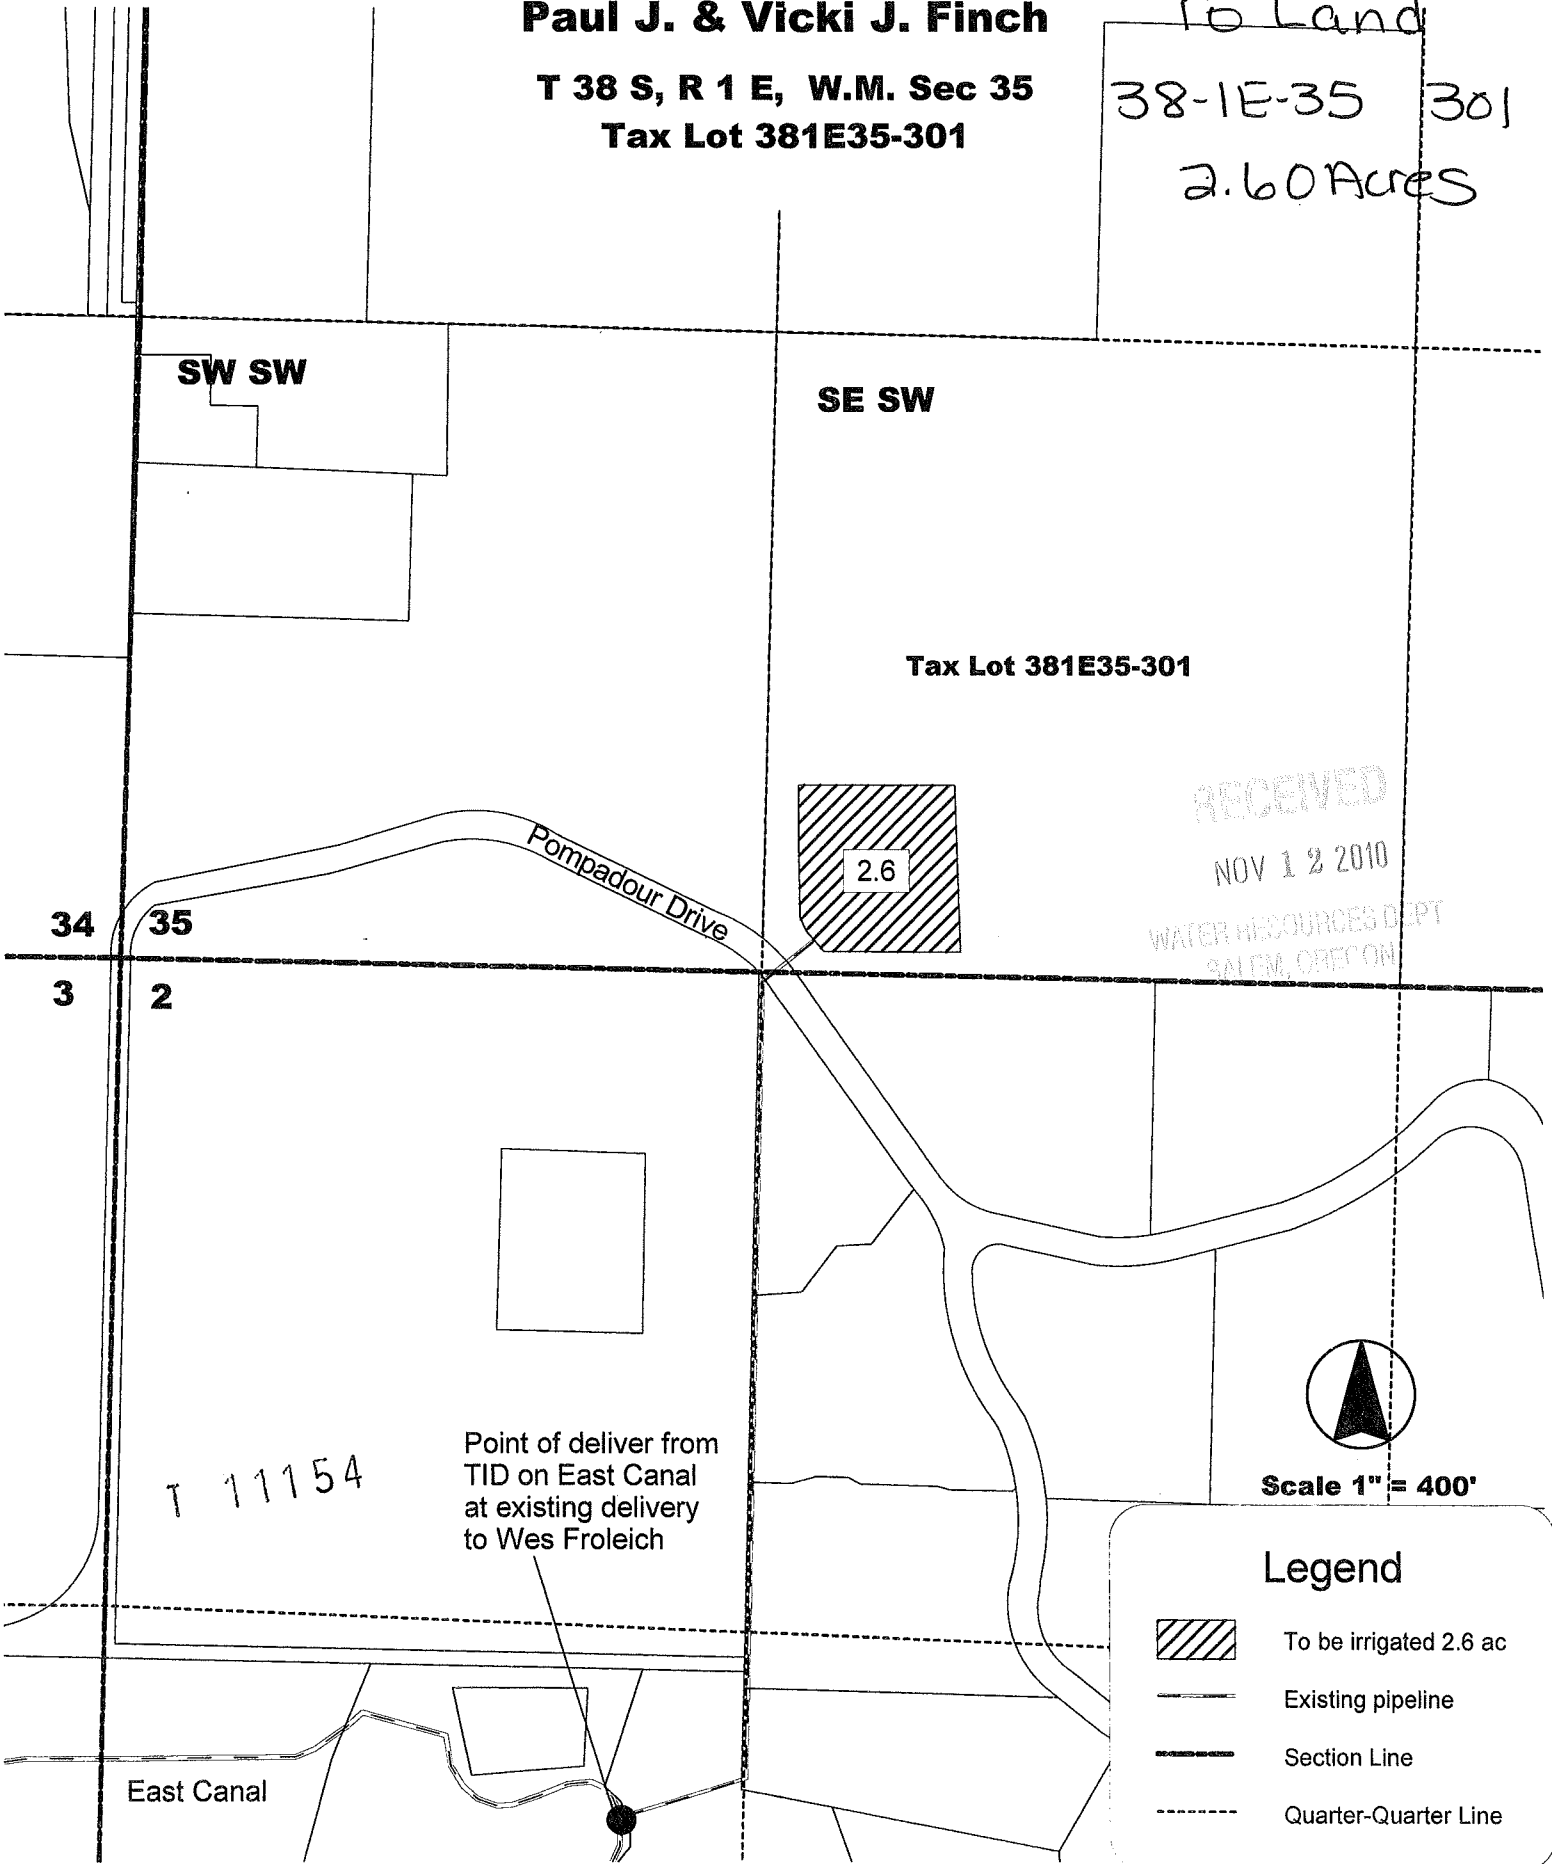 Paul J. & Vicki J. Finch
T 38 S, R 1 E, W.M. Sec 35
Tax Lot 381E35-301
To Land
38-1E-35 301
2.60 Acres
SW SW
SE SW
Tax Lot 381E35-301
RECEIVED
NOV 12 2010
WATER RESOURCES DEPT
SALEM, OREGON
2.6
Pompadour Drive
34 35
3 2
Point of deliver from
TID on East Canal
at existing delivery
to Wes Froleich
T 11154
Scale 1" = 400'
Legend
To be irrigated 2.6 ac
Existing pipeline
Section Line
Quarter-Quarter Line
East Canal